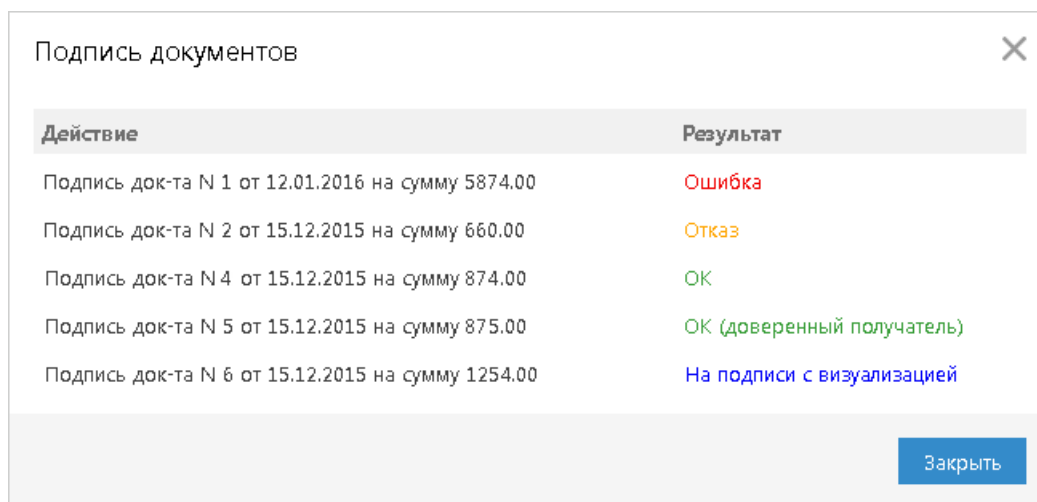 Подпись документов
Действие Результат
Подпись док-та N 1 от 12.01.2016 на сумму 5874.00 Ошибка
Подпись док-та N 2 от 15.12.2015 на сумму 660.00 Отказ
Подпись док-та N 4 от 15.12.2015 на сумму 874.00 ОК
Подпись док-та N 5 от 15.12.2015 на сумму 875.00 ОК (доверенный получатель)
Подпись док-та N 6 от 15.12.2015 на сумму 1254.00 На подписи с визуализацией
Закрыть